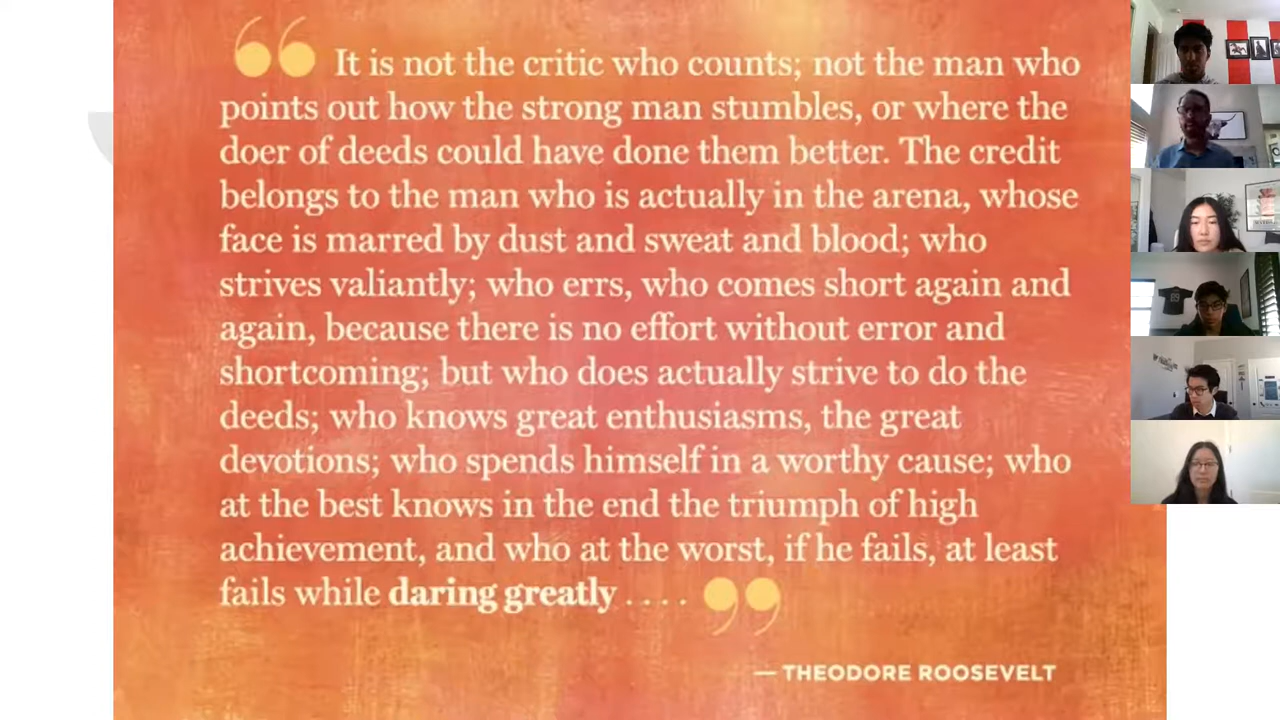 “ It is not the critic who counts; not the man who
points out how the strong man stumbles, or where the
doer of deeds could have done them better. The credit
belongs to the man who is actually in the arena, whose
face is marred by dust and sweat and blood; who
strives valiantly; who errs, who comes short again and
again, because there is no effort without error and
shortcoming; but who does actually strive to do the
deeds; who knows great enthusiasms, the great
devotions; who spends himself in a worthy cause; who
at the best knows in the end the triumph of high
achievement, and who at the worst, if he fails, at least
fails while daring greatly . . . . ”
— THEODORE ROOSEVELT